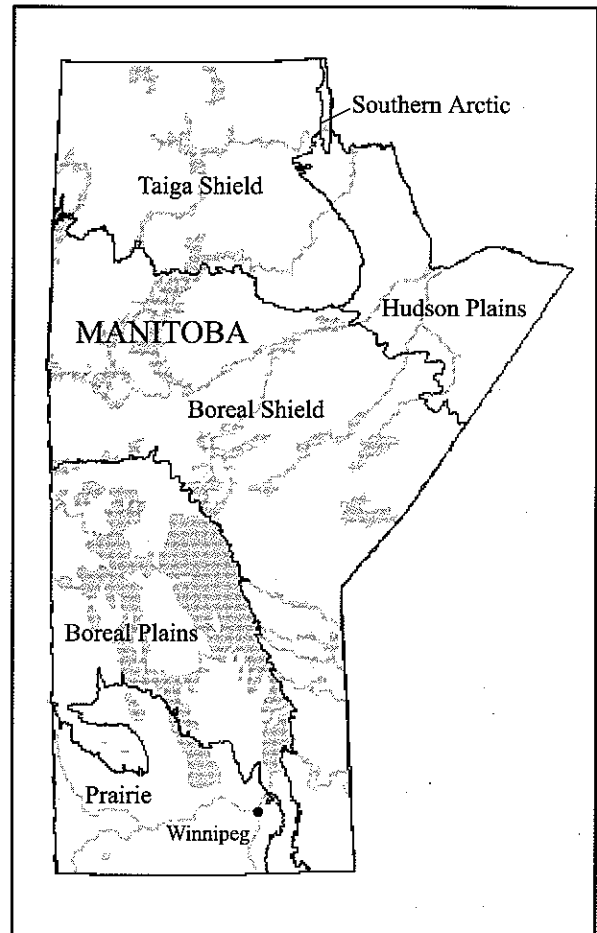 Southern Arctic
Taiga Shield
Hudson Plains
MANITOBA
Boreal Shield
Boreal Plains
Prairie
Winnipeg